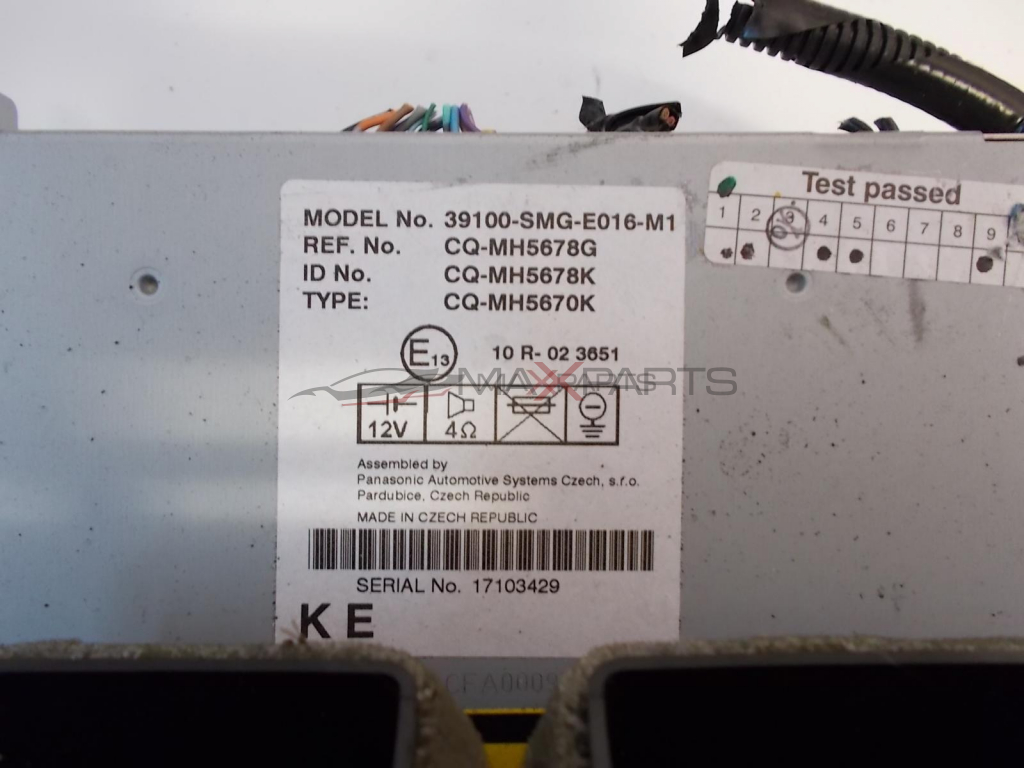 Test passed
1 2 3 4 5 6 7 8 9
MODEL No. 39100-SMG-E016-M1
REF. No. CQ-MH5678G
ID No. CQ-MH5678K
TYPE: CQ-MH5670K
E13 10 R- 02 3651
MAXXPARTS
12V 4Ω
Assembled by
Panasonic Automotive Systems Czech, s.r.o.
Pardubice, Czech Republic
MADE IN CZECH REPUBLIC
SERIAL No. 17103429
K E